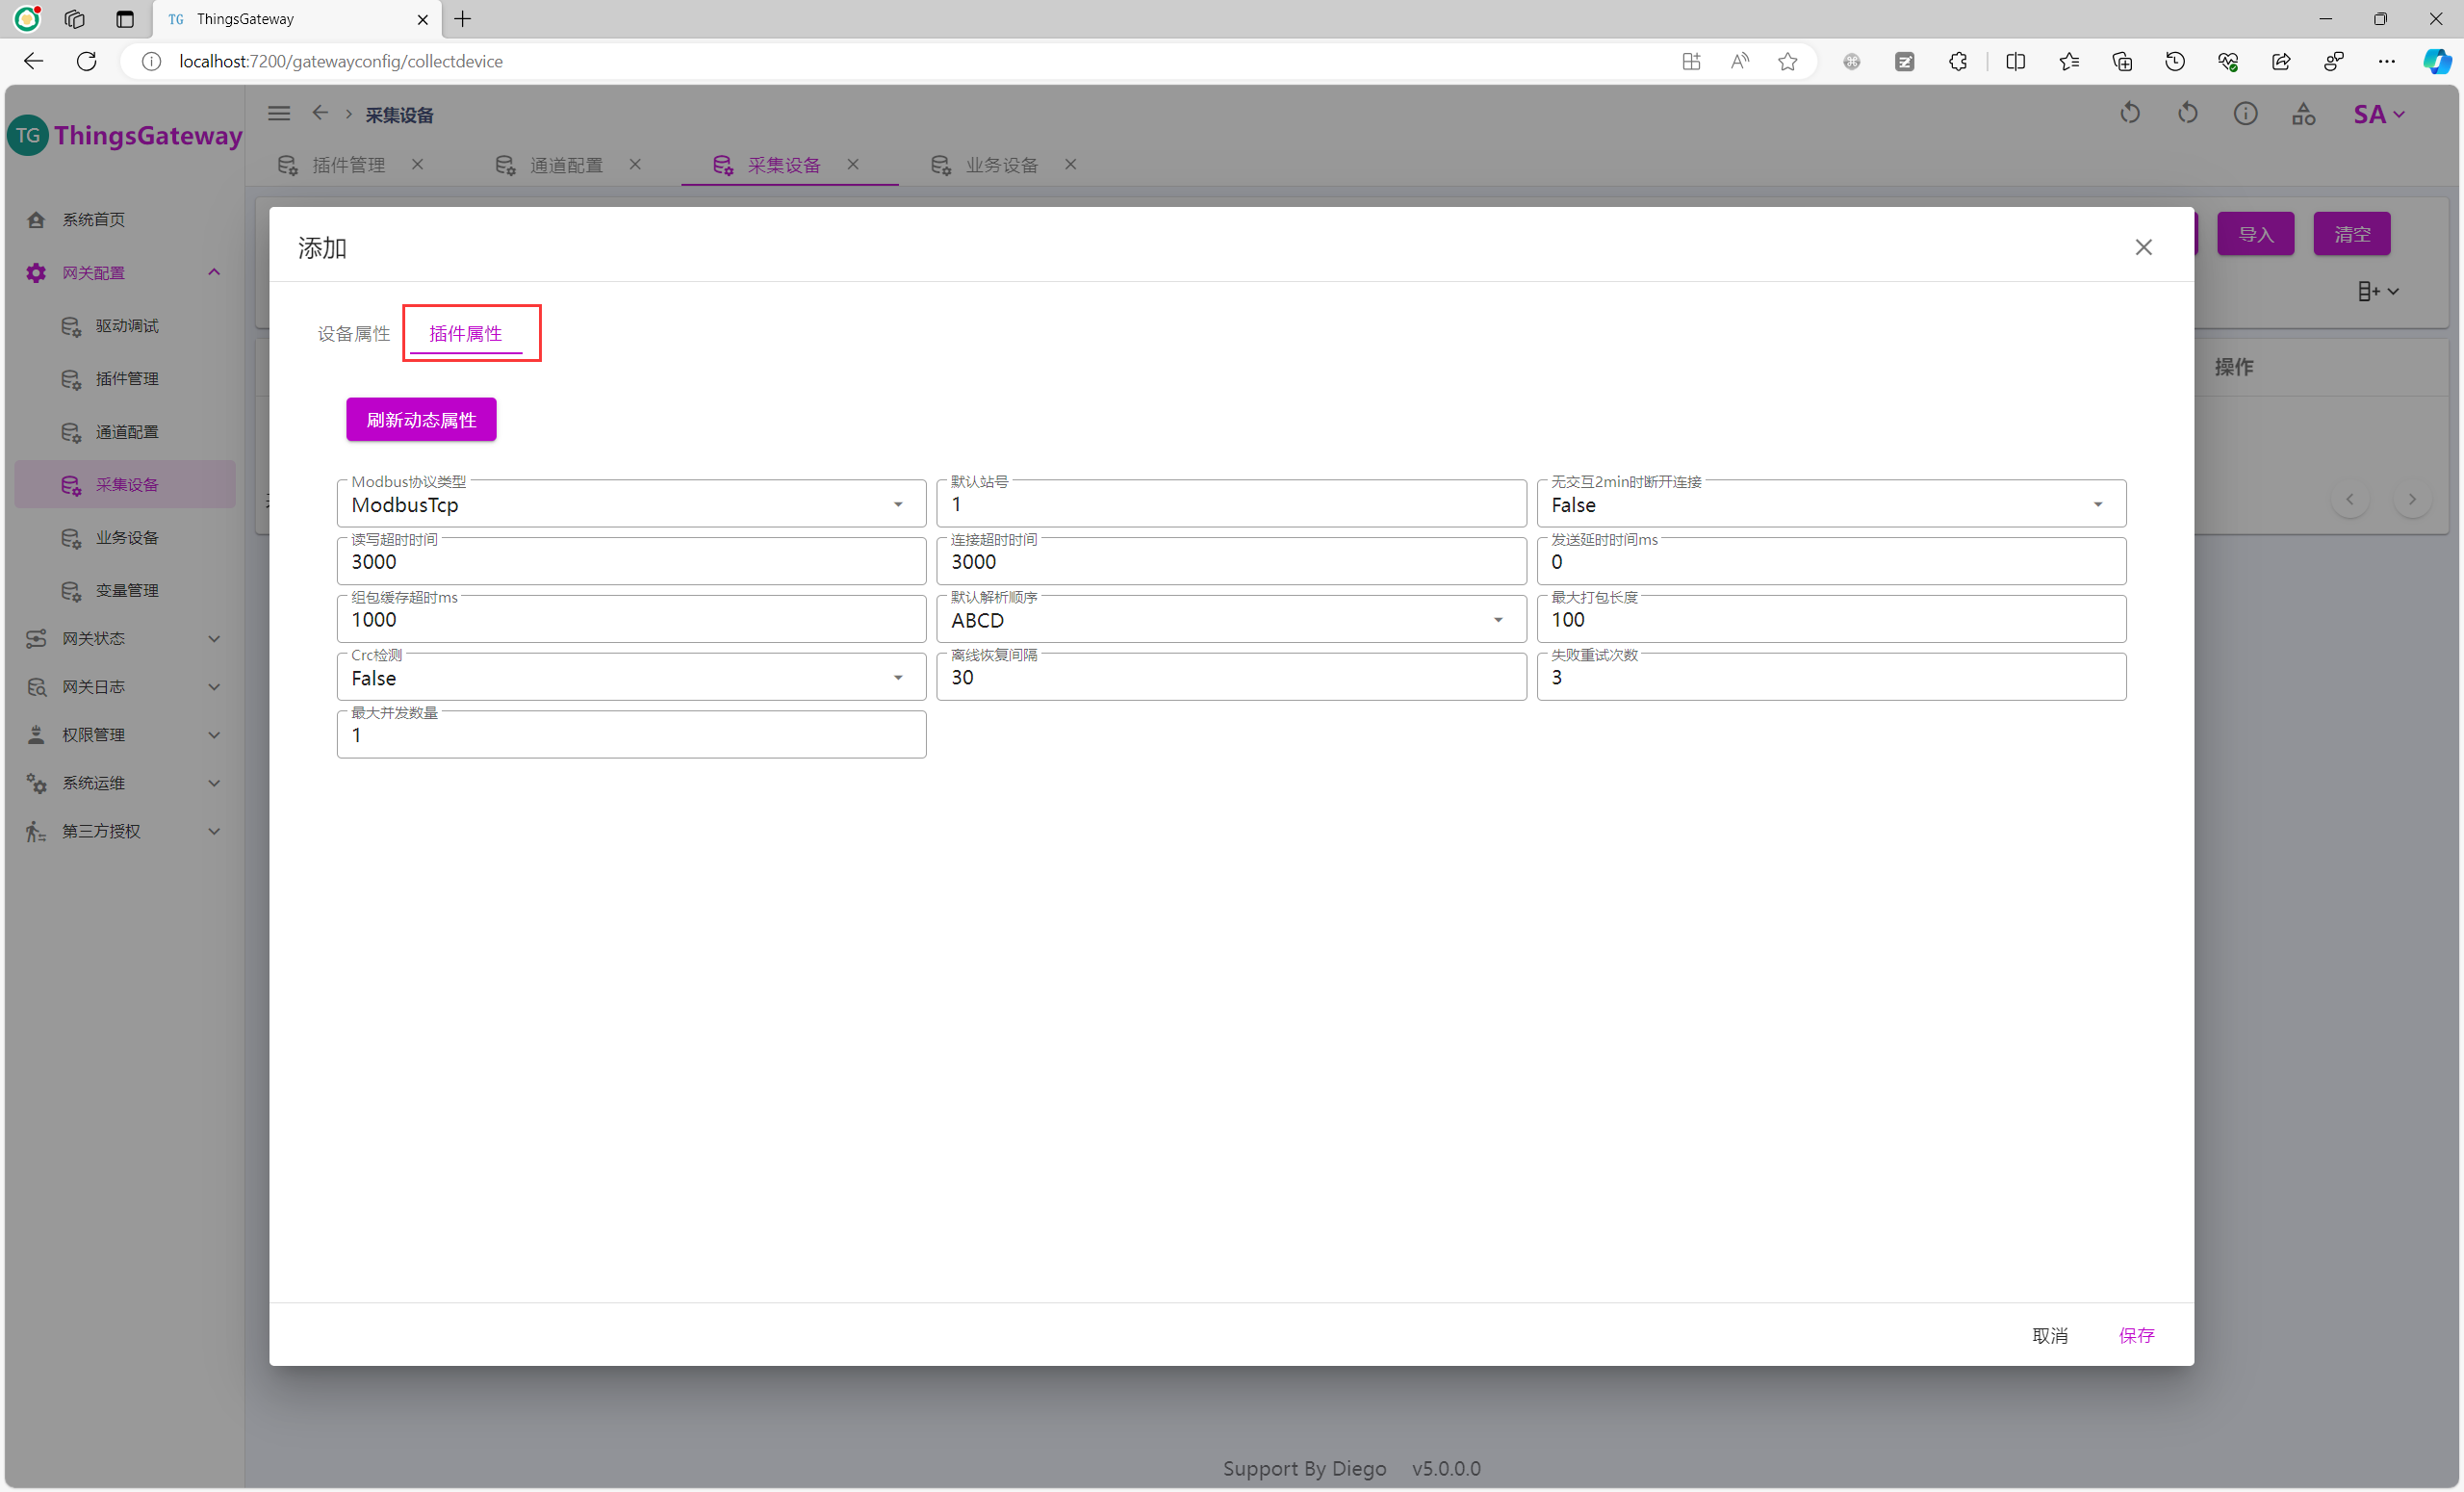 TG ThingsGateway
localhost:7200/gatewayconfig/collectdevice
TG ThingsGateway
采集设备
SA
插件管理 通道配置 采集设备 业务设备
系统首页
网关配置
驱动调试
插件管理
通道配置
采集设备
业务设备
变量管理
网关状态
网关日志
权限管理
系统运维
第三方授权
导入 清空
操作
添加
设备属性 插件属性
刷新动态属性
Modbus协议类型 默认站号 无交互2min时断开连接
ModbusTcp 1 False
读写超时时间 连接超时时间 发送延时时间ms
3000 3000 0
组包缓存超时ms 默认解析顺序 最大打包长度
1000 ABCD 100
Crc检测 离线恢复间隔 失败重试次数
False 30 3
最大并发数量
1
取消 保存
Support By Diego v5.0.0.0